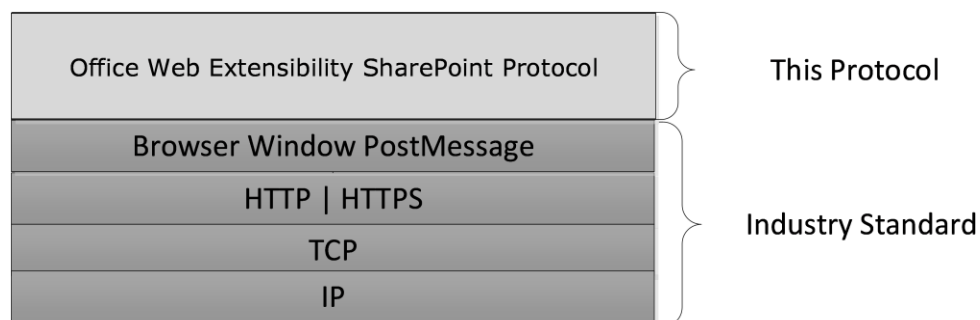 Office Web Extensibility SharePoint Protocol
This Protocol
Browser Window PostMessage
HTTP | HTTPS
Industry Standard
TCP
IP